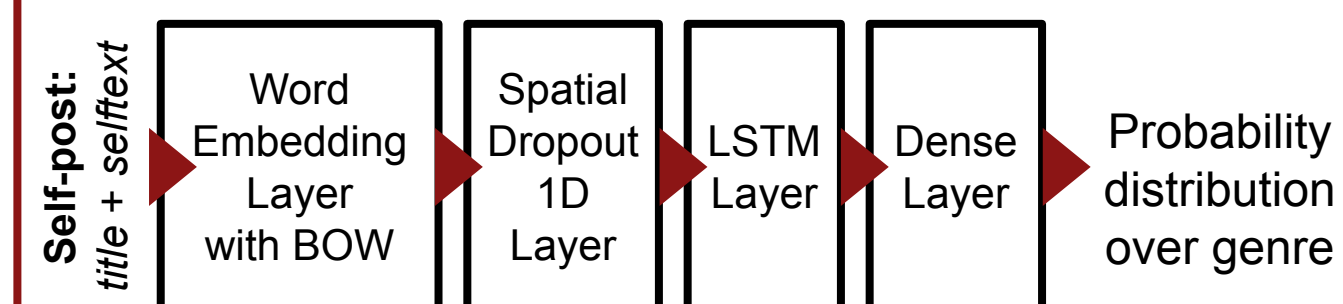 Self-post:
title + selftext
Word
Embedding
Layer
with BOW
Spatial
Dropout
1D
Layer
LSTM
Layer
Dense
Layer
Probability
distribution
over genre